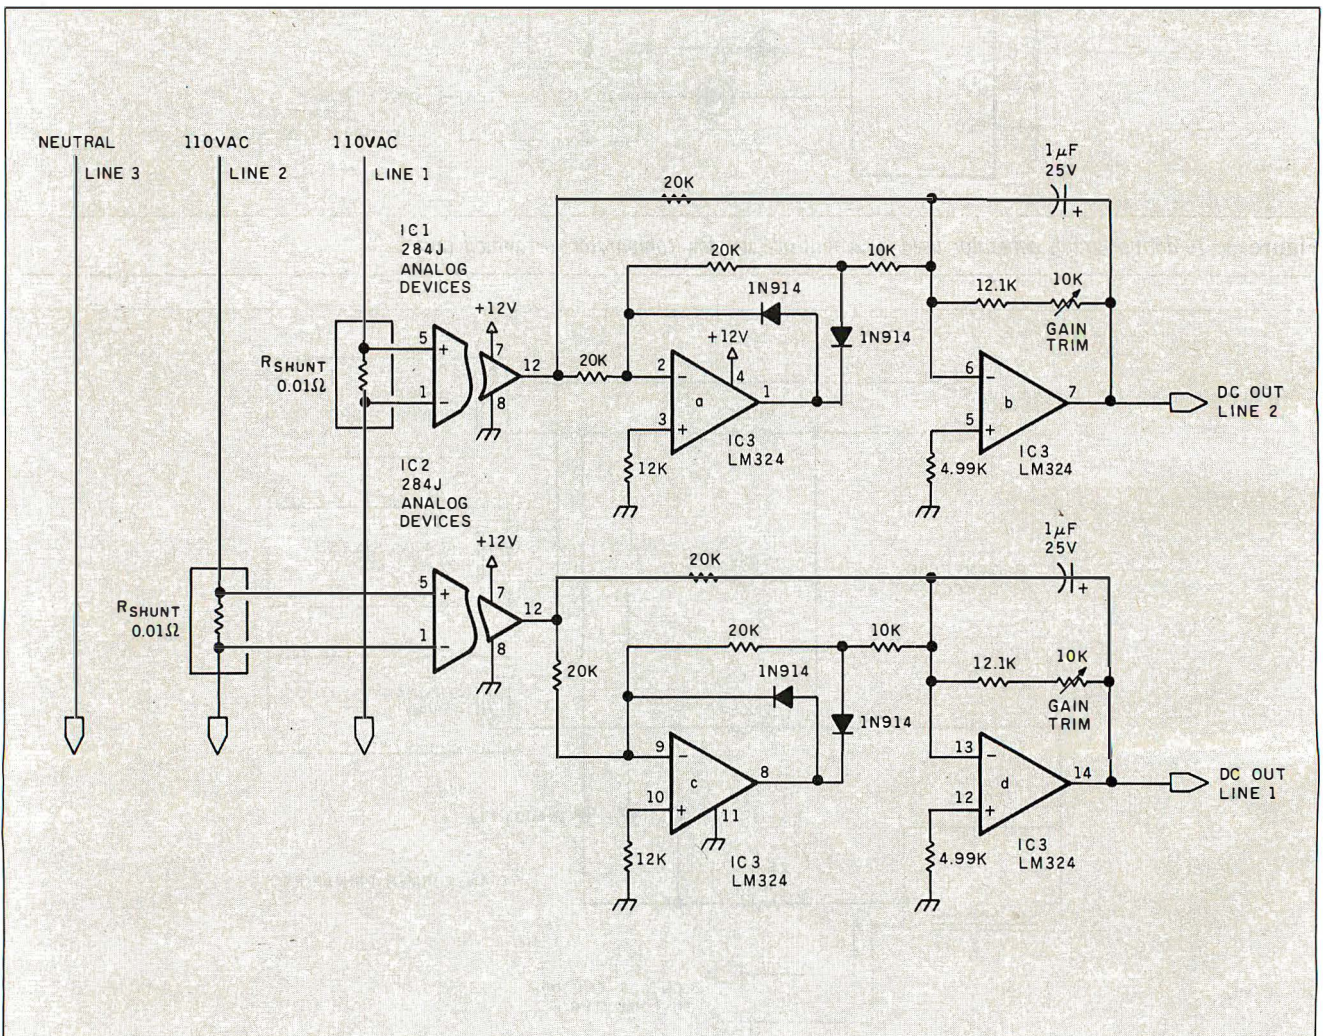 NEUTRAL
LINE 3
110VAC
LINE 2
110VAC
LINE 1
IC1
284J
ANALOG
DEVICES
+12V
5
+
1
−
7
8
12
RSHUNT
0.01Ω
20K
20K
20K
10K
1N914
1N914
+12V
4
2
−
3
+
a
1
12K
IC3
LM324
1μF
25V
+
12.1K
10K
GAIN
TRIM
6
−
5
+
b
7
4.99K
IC3
LM324
DC OUT
LINE 2
IC2
284J
ANALOG
DEVICES
+12V
5
+
1
−
7
8
12
RSHUNT
0.01Ω
20K
20K
20K
10K
1N914
1N914
9
−
10
+
c
8
11
12K
IC3
LM324
1μF
25V
+
12.1K
10K
GAIN
TRIM
13
−
12
+
d
14
4.99K
IC3
LM324
DC OUT
LINE 1